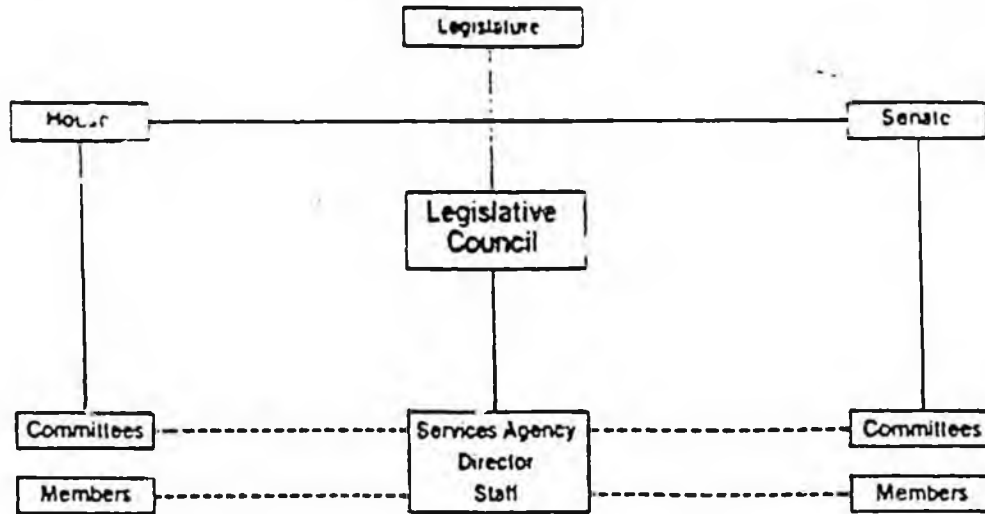 Legislature
House
Senate
Legislative
Council
Committees
Services Agency
Director
Staff
Committees
Members
Members